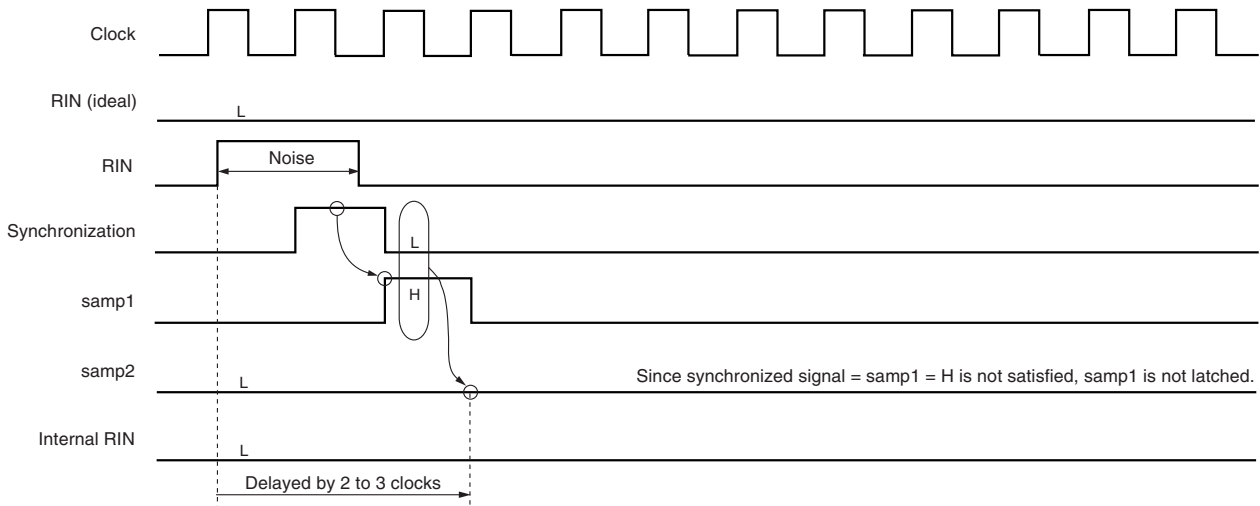 Clock
RIN (ideal)
L
RIN
Noise
Synchronization
L
samp1
H
samp2
L
Since synchronized signal = samp1 = H is not satisfied, samp1 is not latched.
Internal RIN
L
Delayed by 2 to 3 clocks